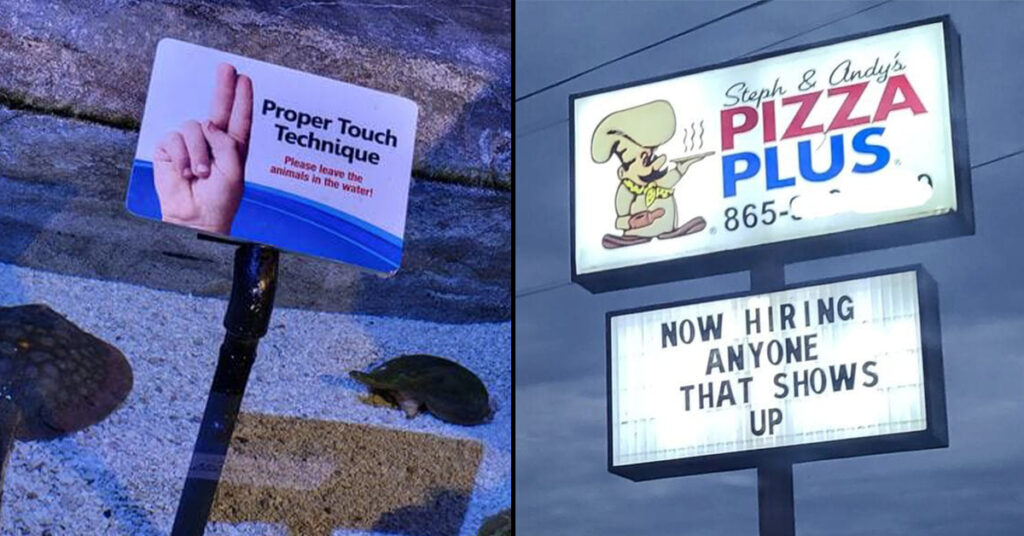 Proper Touch
Technique
Please leave the
animals in the water!
Steph & Andy's
PIZZA
PLUS
865-
NOW HIRING
ANYONE
THAT SHOWS
UP